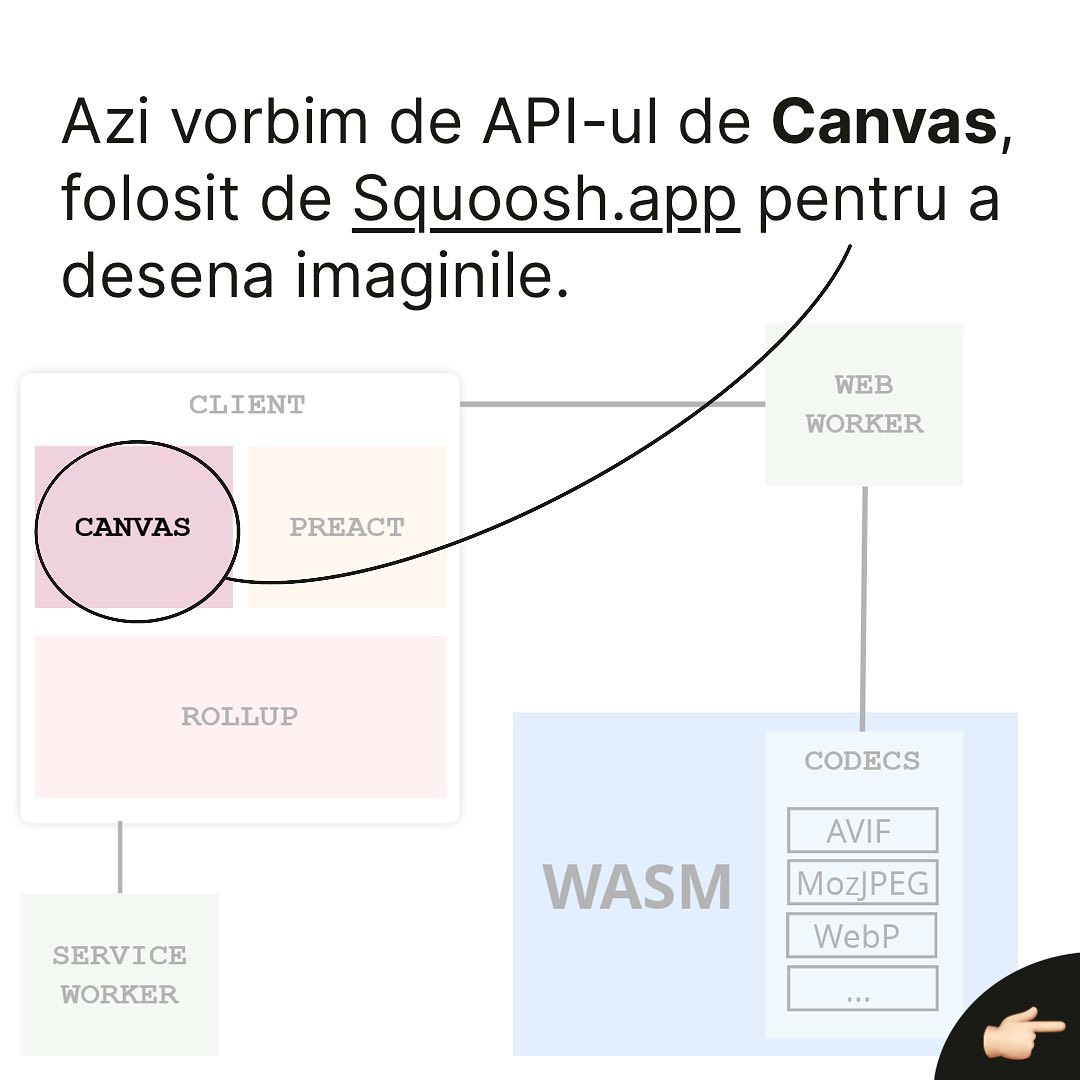 Azi vorbim de API-ul de Canvas,
folosit de Squoosh.app pentru a
desena imaginile.
CLIENT
CANVAS
PREACT
ROLLUP
WEB
WORKER
SERVICE
WORKER
WASM
CODECS
AVIF
MozJPEG
WebP
...